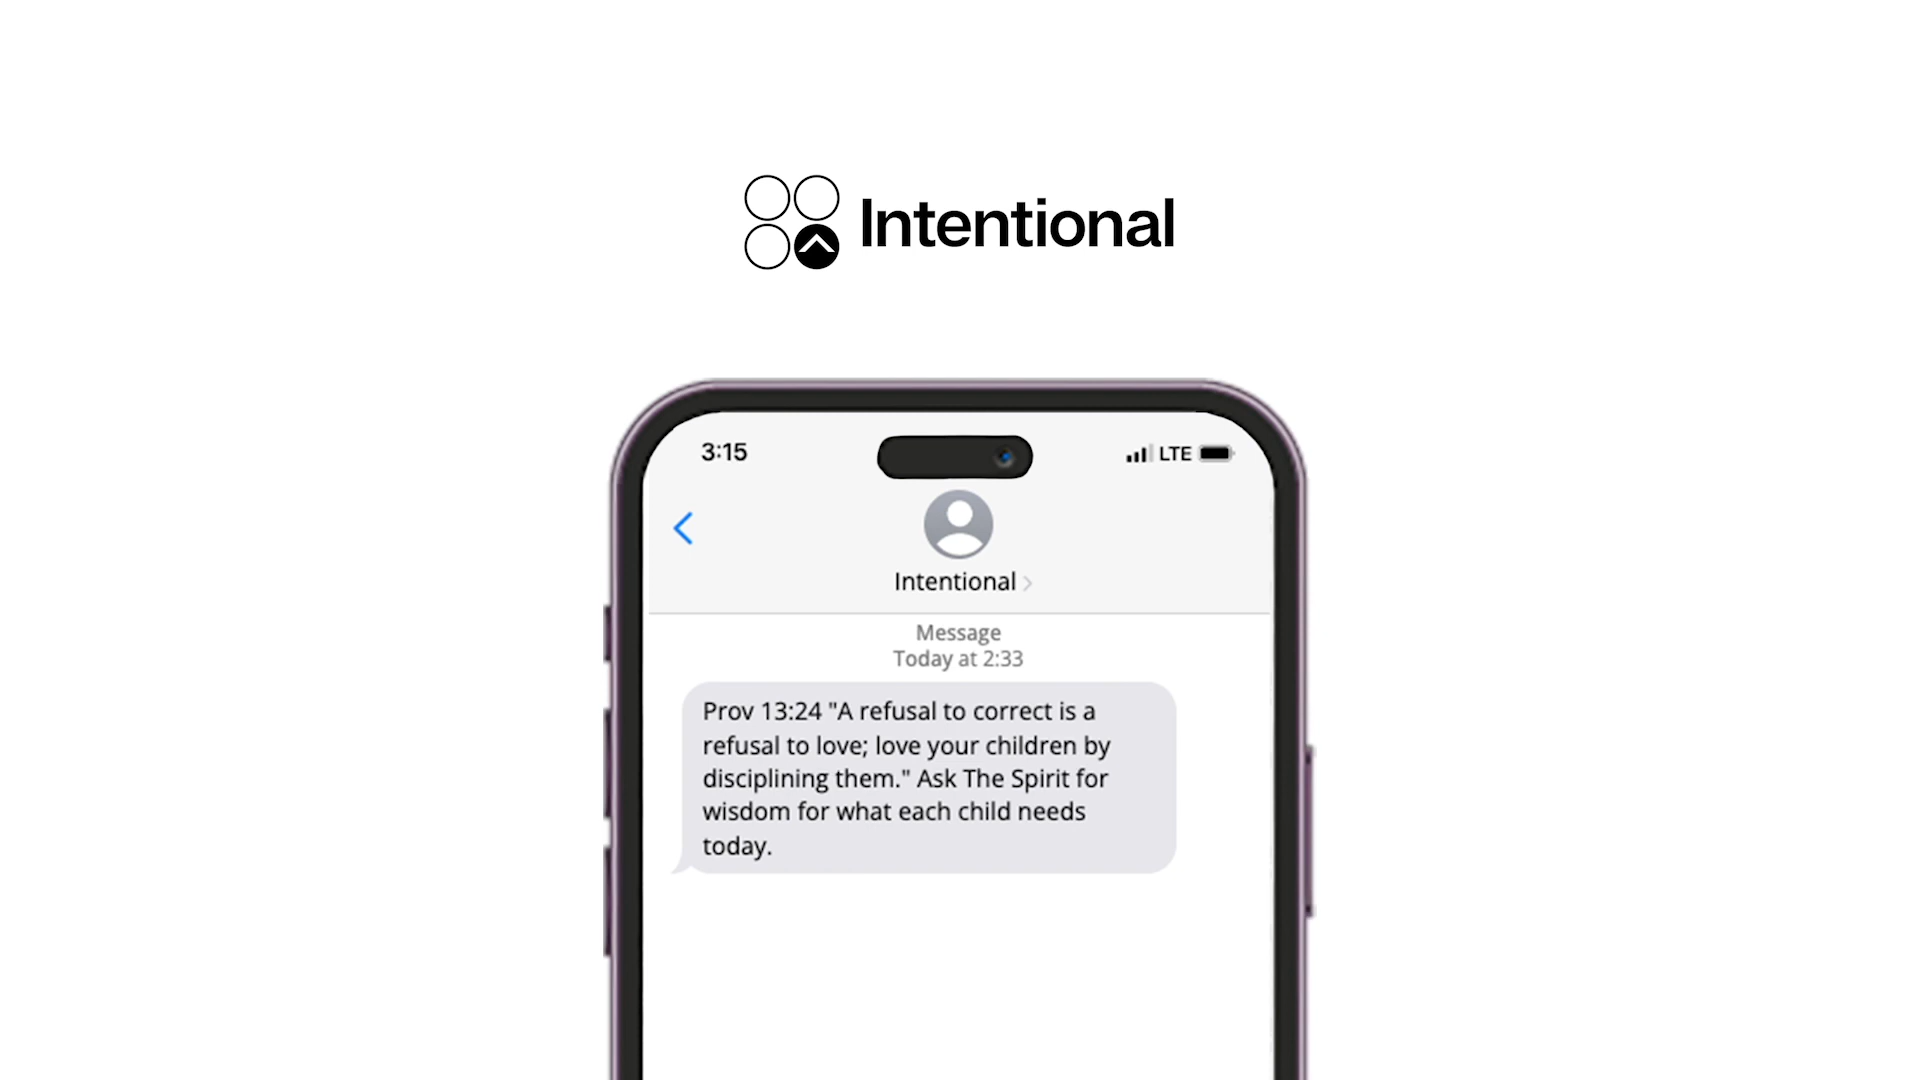 Intentional
3:15
LTE
Intentional
Message
Today at 2:33
Prov 13:24 "A refusal to correct is a
refusal to love; love your children by
disciplining them." Ask The Spirit for
wisdom for what each child needs
today.